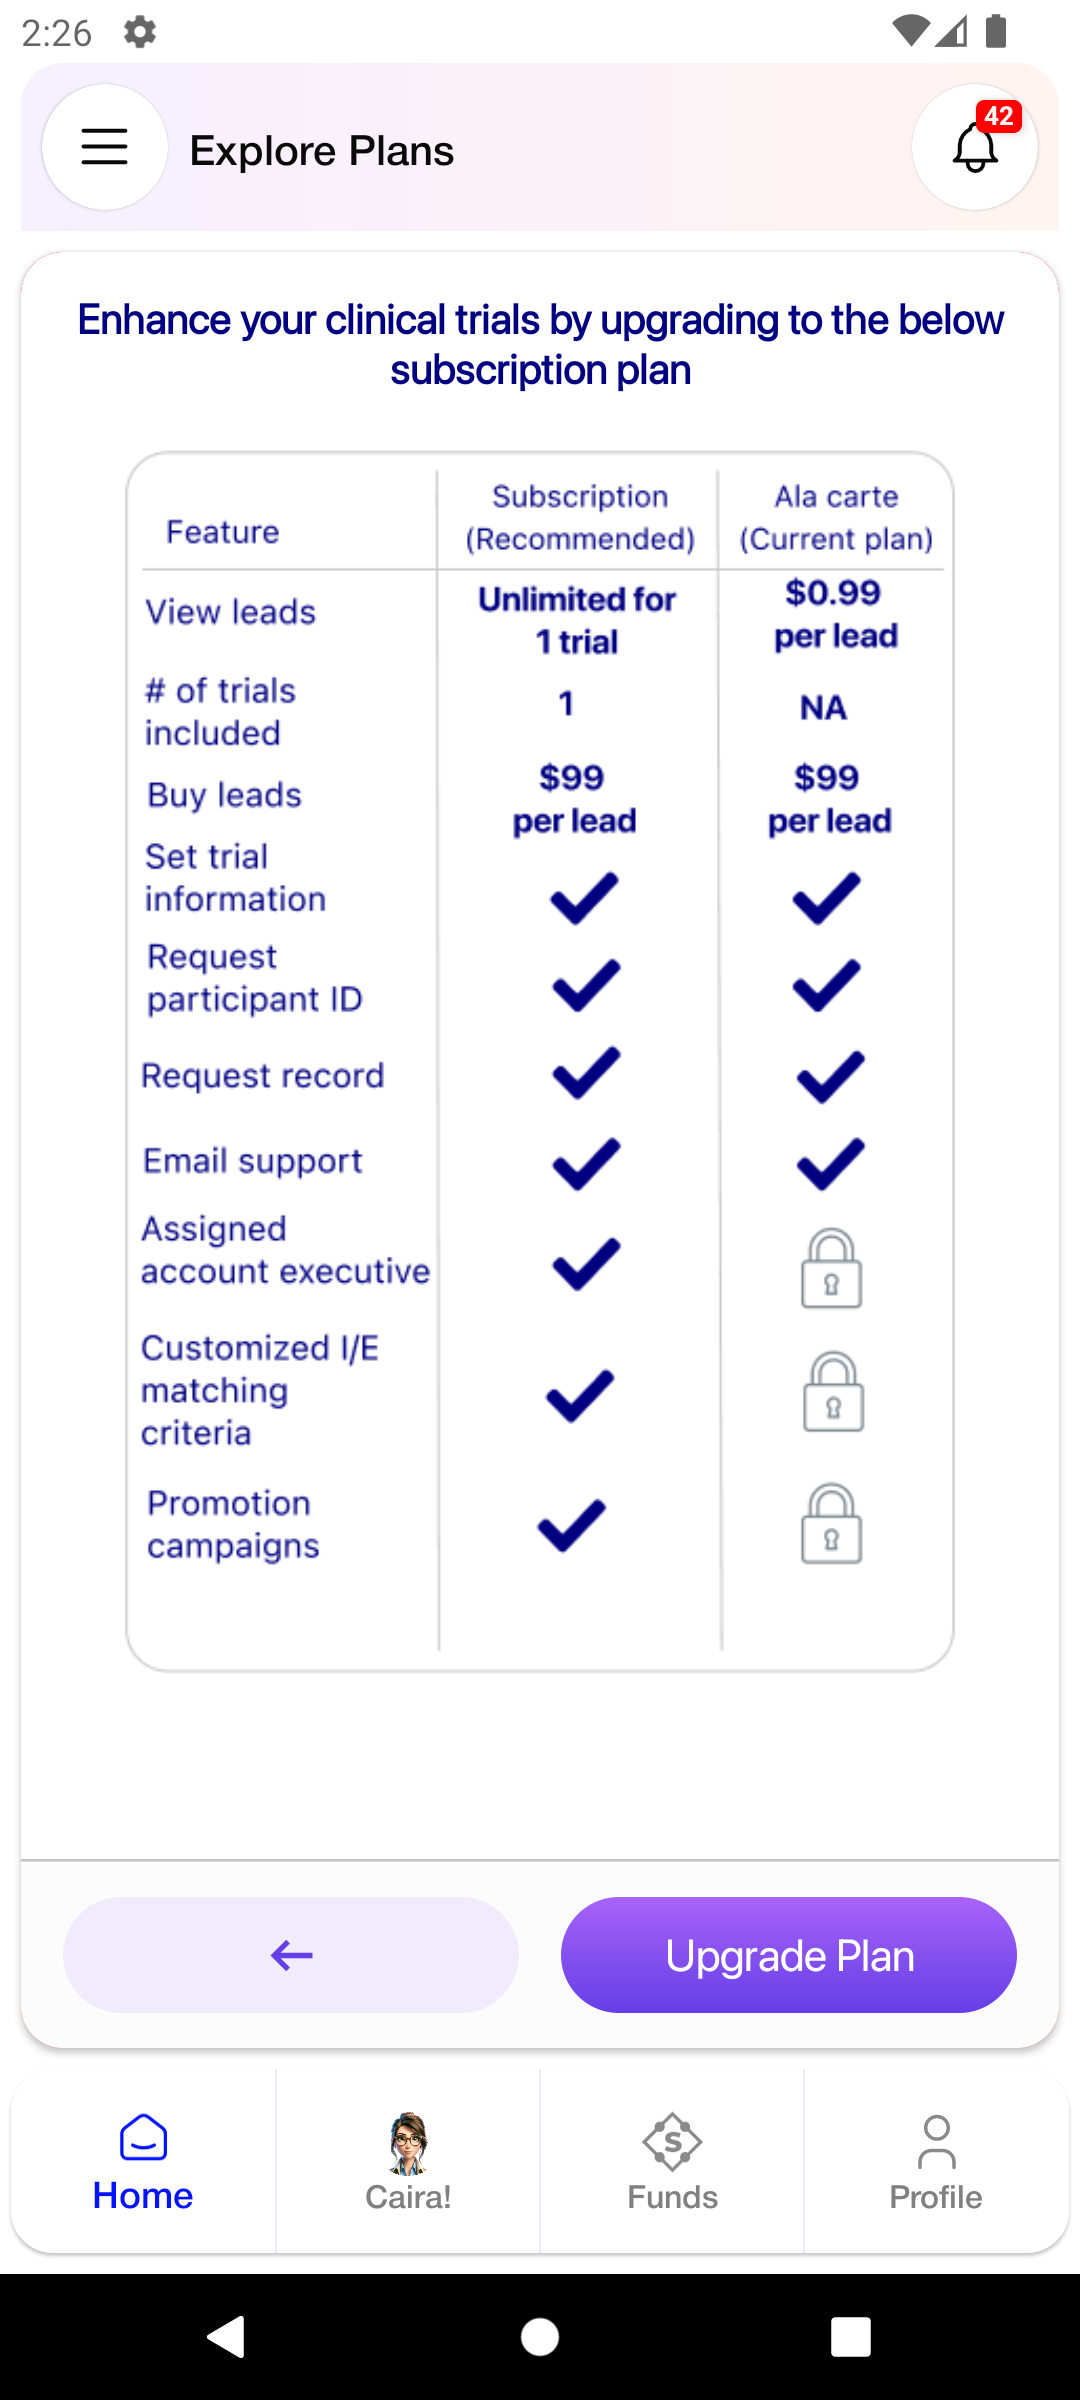 2:26
42
Explore Plans
Enhance your clinical trials by upgrading to the below
subscription plan
Feature
Subscription
(Recommended)
Ala carte
(Current plan)
View leads
Unlimited for
1 trial
$0.99
per lead
# of trials
included
1
NA
Buy leads
$99
per lead
$99
per lead
Set trial
information
Request
participant ID
Request record
Email support
Assigned
account executive
Customized I/E
matching
criteria
Promotion
campaigns
Upgrade Plan
Home
Caira!
Funds
Profile